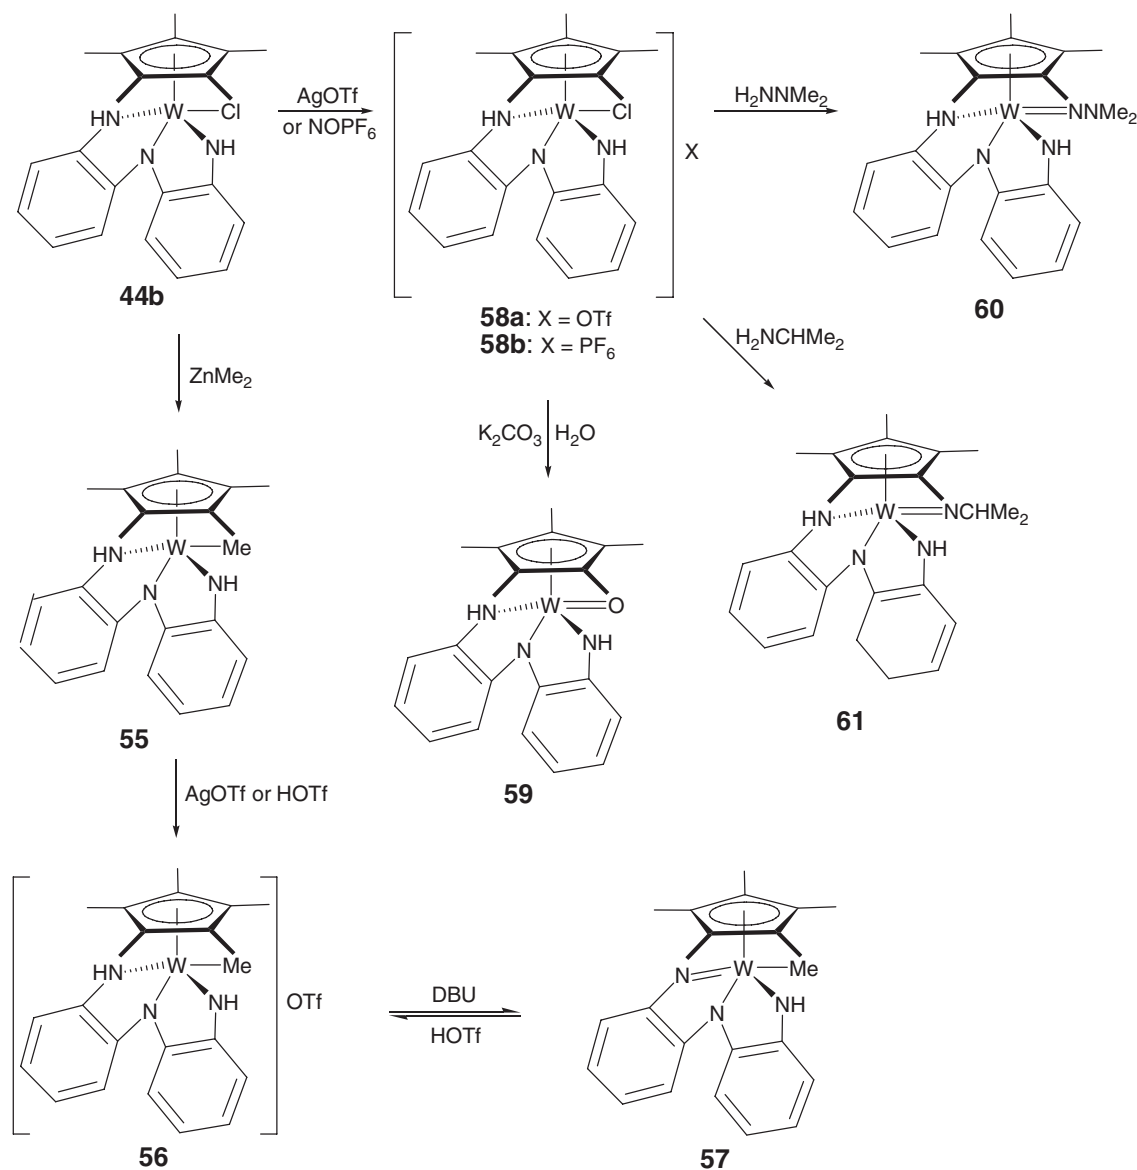 HN W Cl
N NH
44b
AgOTf
or NOPF6
HN W Cl
N NH
X
58a: X = OTf
58b: X = PF6
H2NNMe2
HN W NNMe2
N NH
60
ZnMe2
K2CO3 H2O
H2NCHMe2
HN W Me
N NH
55
HN W O
N NH
59
HN W NCHMe2
N NH
61
AgOTf or HOTf
HN W Me
N NH
OTf
56
DBU
HOTf
N W Me
N NH
57